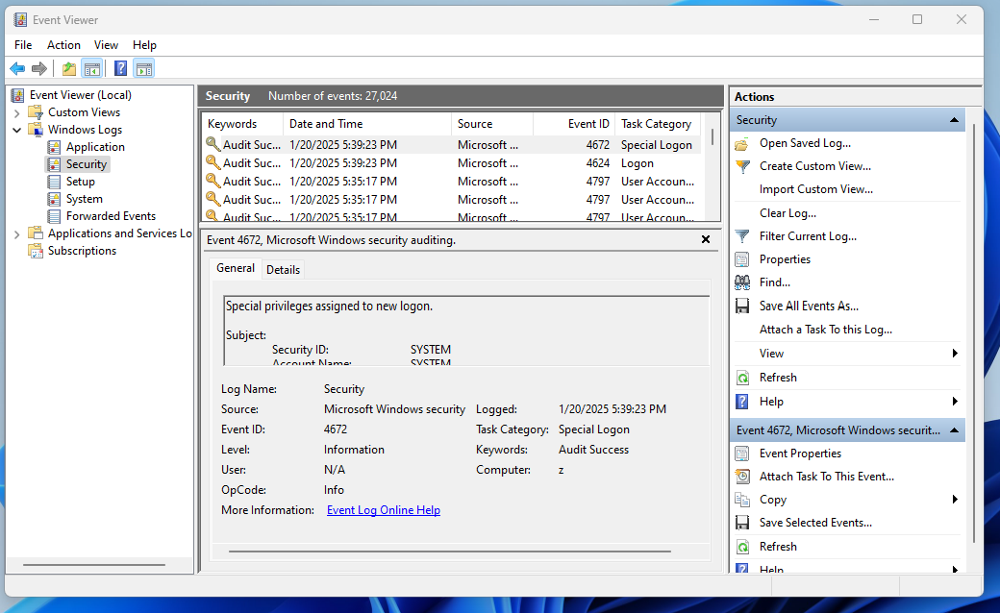 Event Viewer
File Action View Help
Event Viewer (Local)
Custom Views
Windows Logs
Application
Security
Setup
System
Forwarded Events
Applications and Services Lo
Subscriptions
Security Number of events: 27,024
Keywords Date and Time Source Event ID Task Category
Audit Suc... 1/20/2025 5:39:23 PM Microsoft ... 4672 Special Logon
Audit Suc... 1/20/2025 5:39:23 PM Microsoft ... 4624 Logon
Audit Suc... 1/20/2025 5:35:17 PM Microsoft ... 4797 User Accoun...
Audit Suc... 1/20/2025 5:35:17 PM Microsoft ... 4797 User Accoun...
Audit Suc... 1/20/2025 5:35:17 PM Microsoft ... 4797 User Accoun...
Event 4672, Microsoft Windows security auditing.
General Details
Special privileges assigned to new logon.
Subject:
Security ID: SYSTEM
Account Name: SYSTEM
Log Name: Security
Source: Microsoft Windows security Logged: 1/20/2025 5:39:23 PM
Event ID: 4672 Task Category: Special Logon
Level: Information Keywords: Audit Success
User: N/A Computer: z
OpCode: Info
More Information: Event Log Online Help
Actions
Security
Open Saved Log...
Create Custom View...
Import Custom View...
Clear Log...
Filter Current Log...
Properties
Find...
Save All Events As...
Attach a Task To this Log...
View
Refresh
Help
Event 4672, Microsoft Windows securit...
Event Properties
Attach Task To This Event...
Copy
Save Selected Events...
Refresh
Help